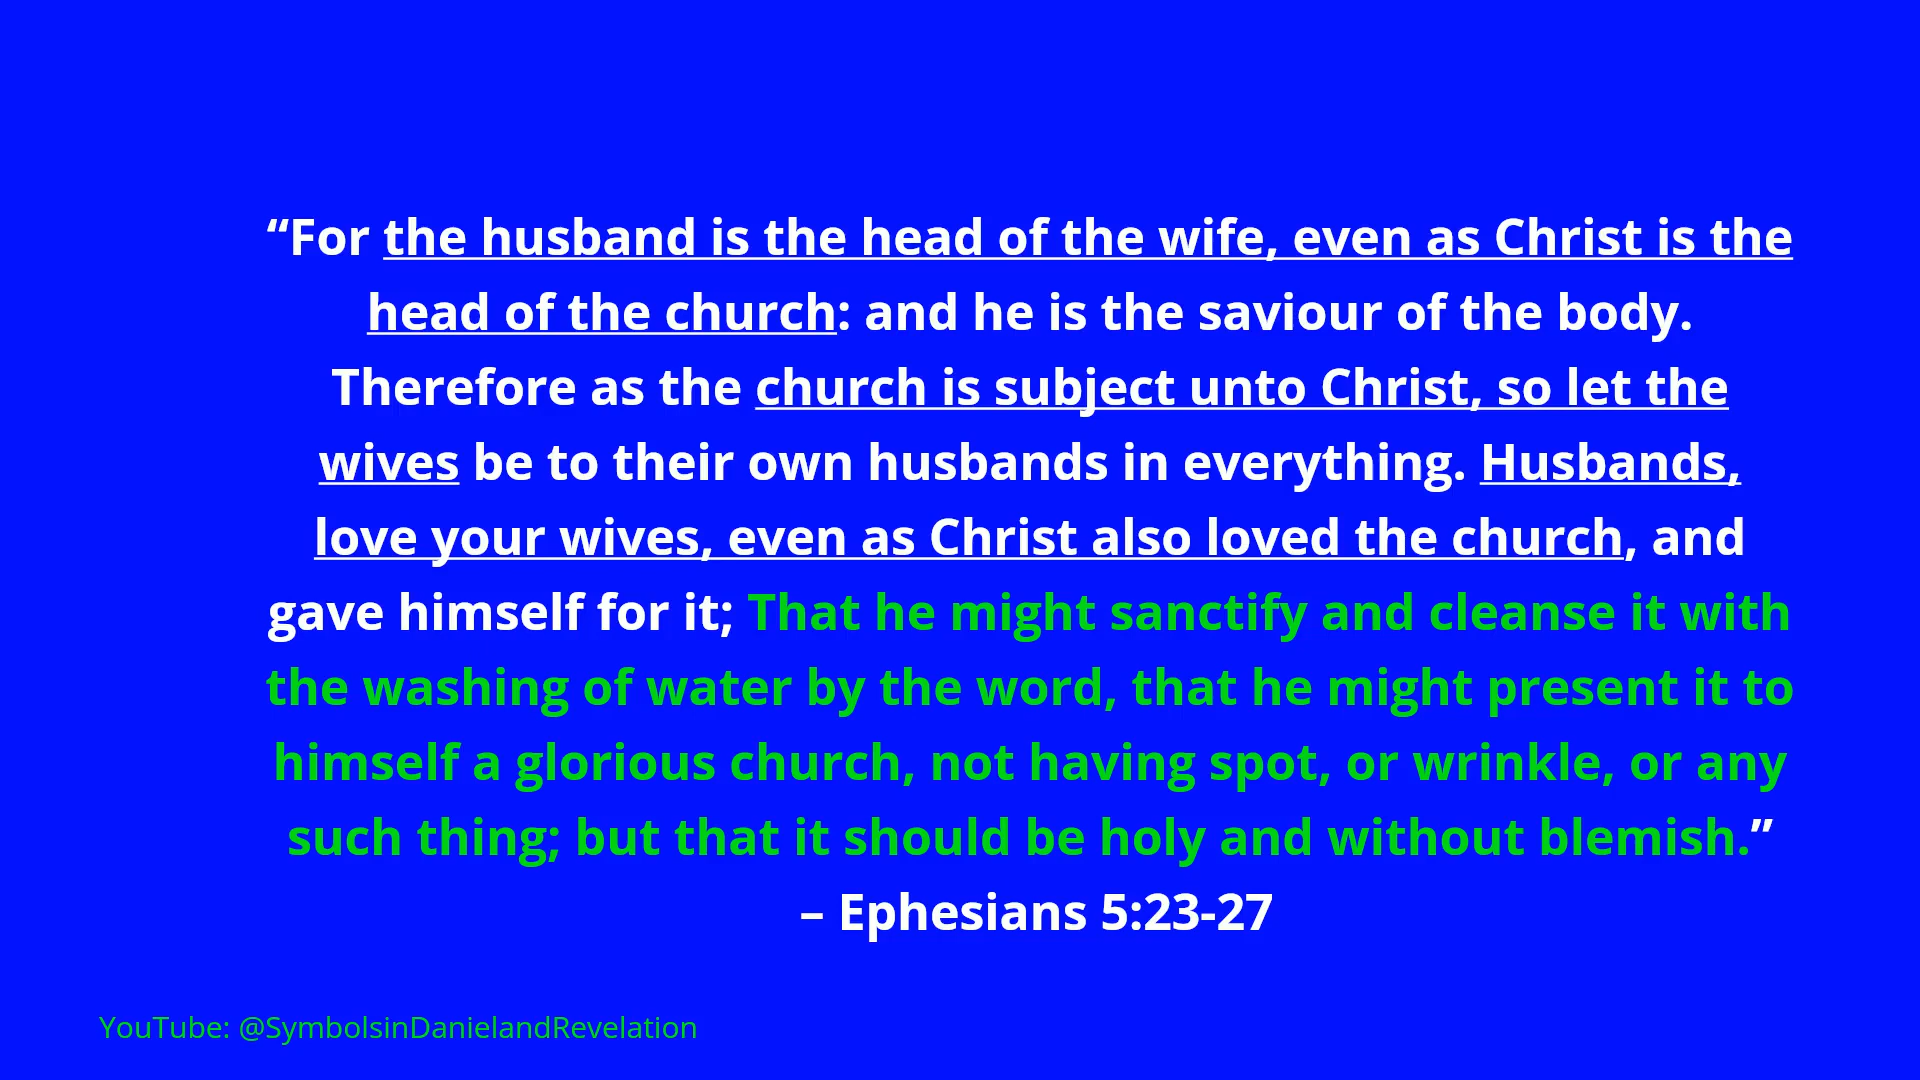 “For the husband is the head of the wife, even as Christ is the
head of the church: and he is the saviour of the body.
Therefore as the church is subject unto Christ, so let the
wives be to their own husbands in everything. Husbands,
love your wives, even as Christ also loved the church, and
gave himself for it; That he might sanctify and cleanse it with
the washing of water by the word, that he might present it to
himself a glorious church, not having spot, or wrinkle, or any
such thing; but that it should be holy and without blemish.”
– Ephesians 5:23-27
YouTube: @SymbolsinDanielandRevelation